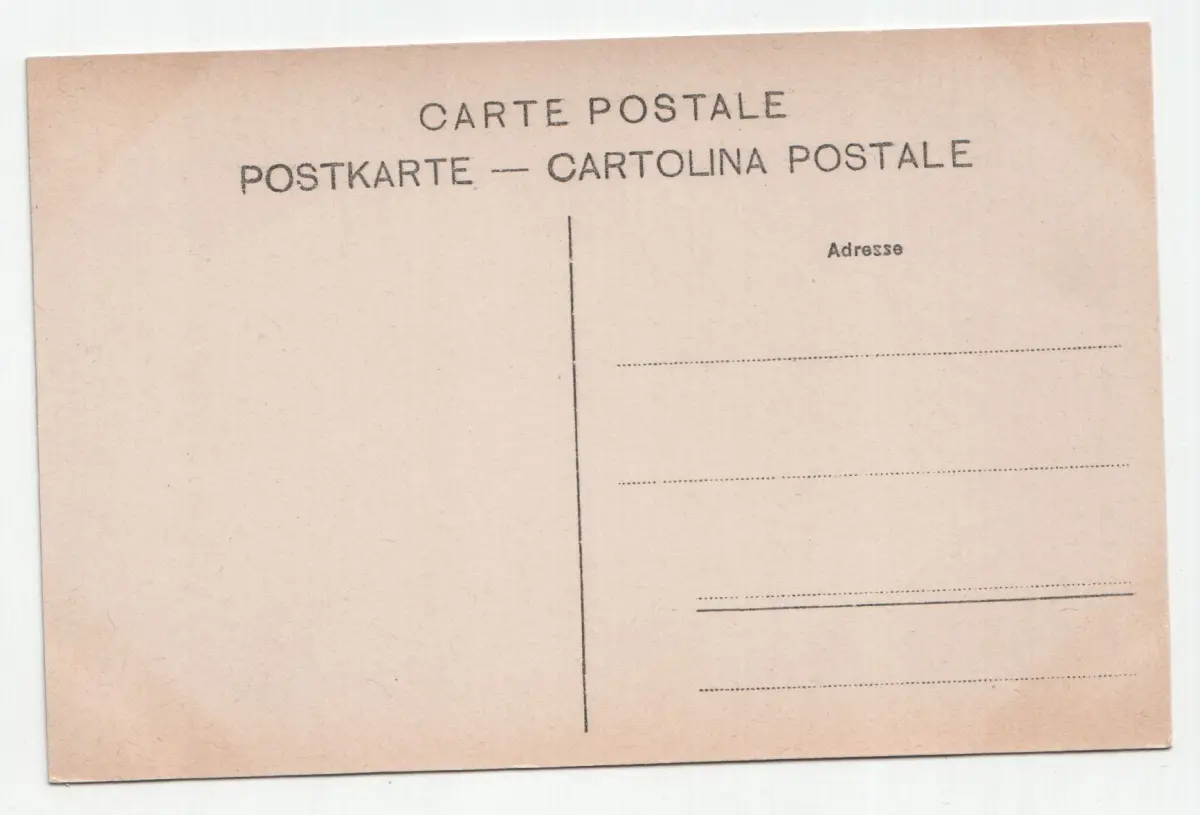 CARTE POSTALE
POSTKARTE — CARTOLINA POSTALE
Adresse